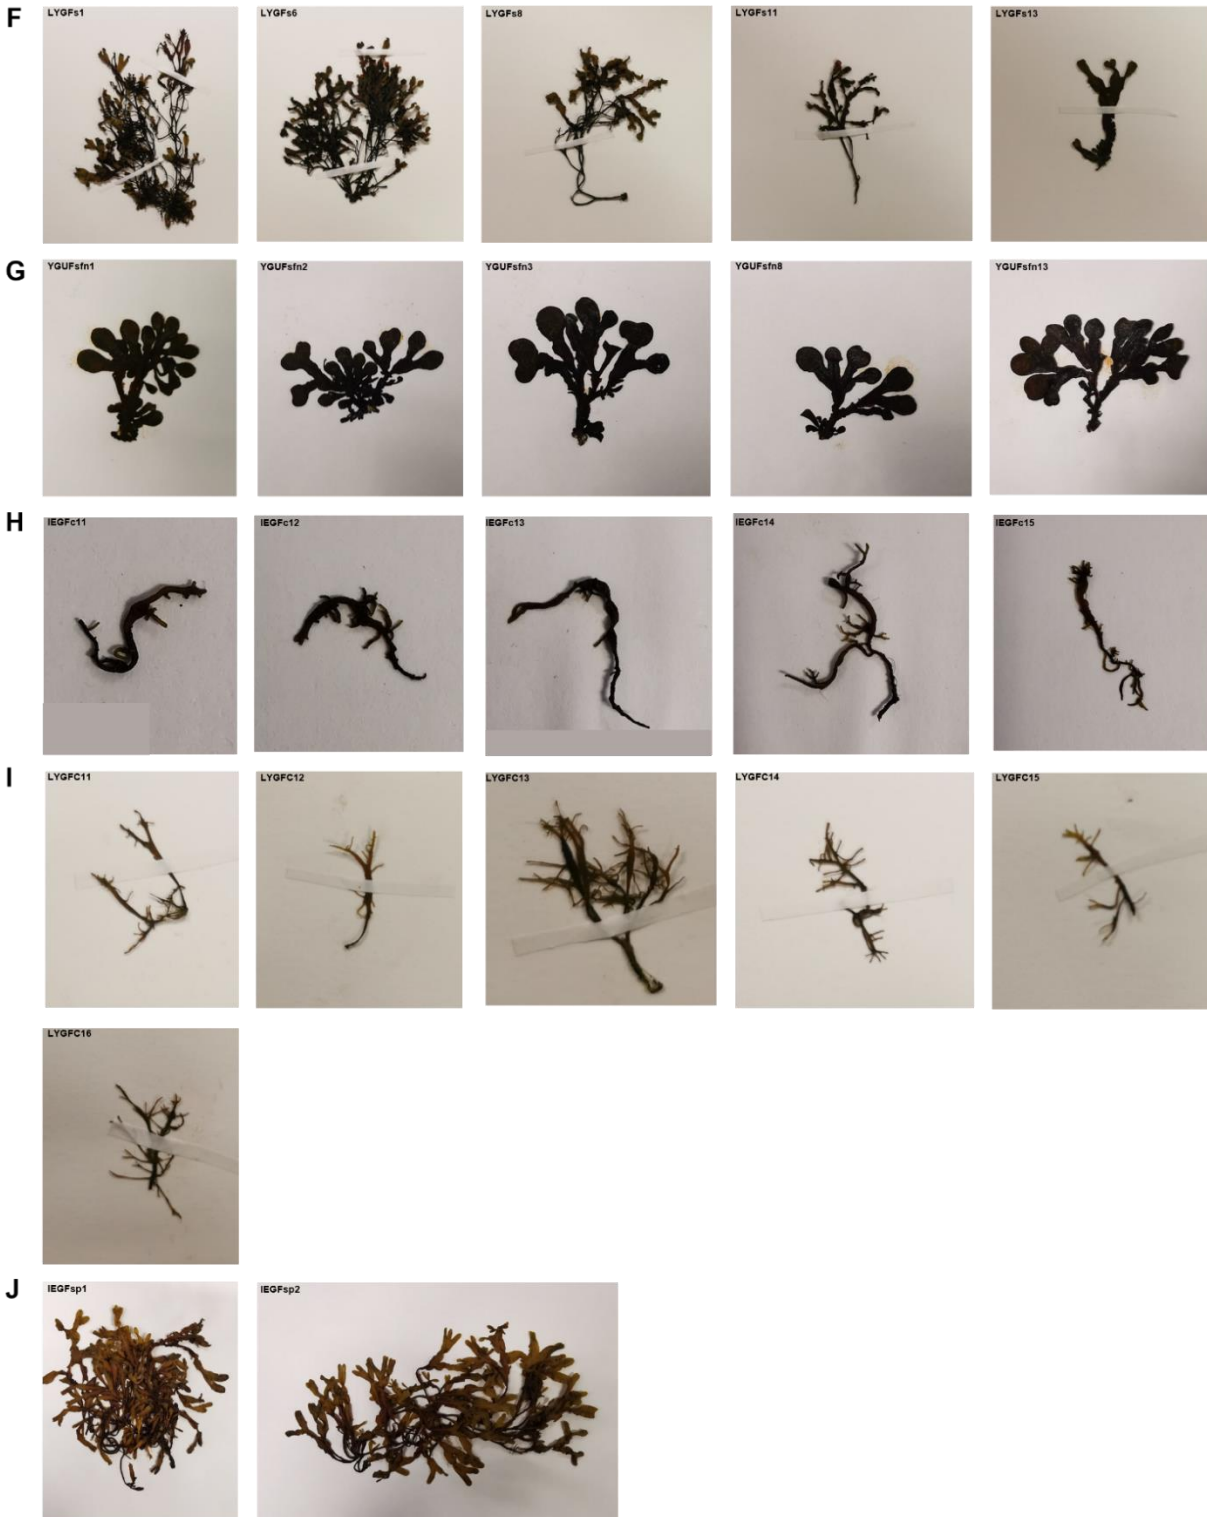 F
LYGFs1 LYGFs6 LYGFs8 LYGFs11 LYGFs13
G
YGUFsfn1 YGUFsfn2 YGUFsfn3 YGUFsfn8 YGUFsfn13
H
IEGFc11 IEGFc12 IEGFc13 IEGFc14 IEGFc15
I
LYGFC11 LYGFC12 LYGFC13 LYGFC14 LYGFC15
LYGFC16
J
IEGFsp1 IEGFsp2